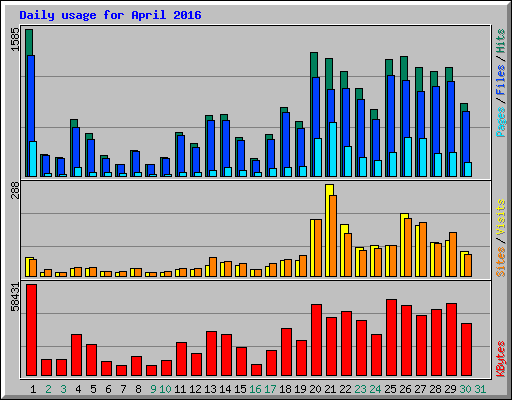 Daily usage for April 2016
1585
Pages / Files / Hits
288
Sites / Visits
58431
KBytes
1 2 3 4 5 6 7 8 9 10 11 12 13 14 15 16 17 18 19 20 21 22 23 24 25 26 27 28 29 30 31